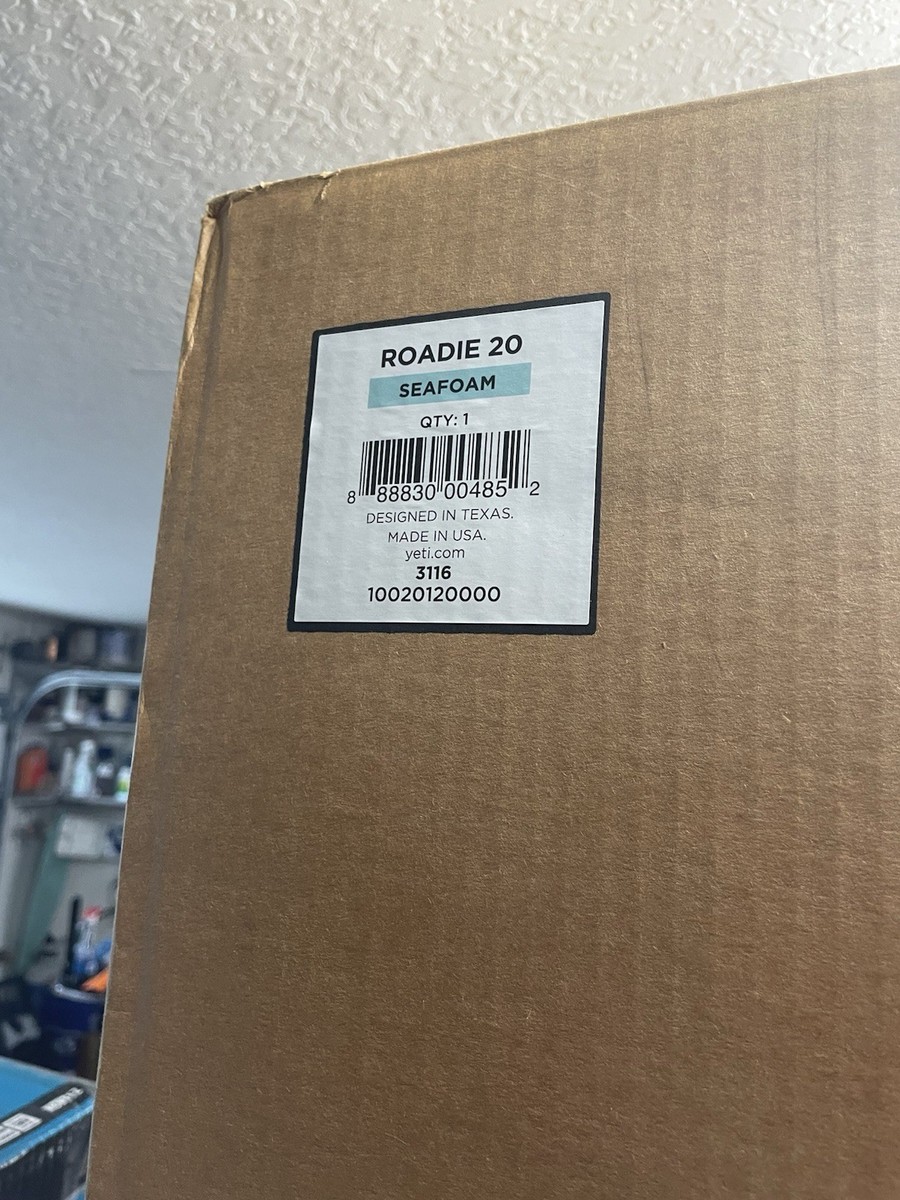 ROADIE 20
SEAFOAM
QTY: 1
8 88830 00485 2
DESIGNED IN TEXAS.
MADE IN USA.
yeti.com
3116
10020120000